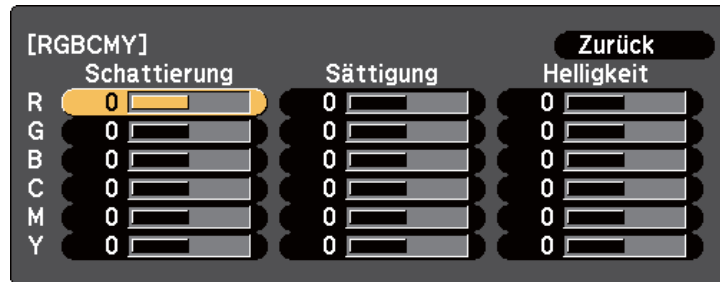 [RGBCMY] Zurück
Schattierung Sättigung Helligkeit
R 0 0 0
G 0 0 0
B 0 0 0
C 0 0 0
M 0 0 0
Y 0 0 0